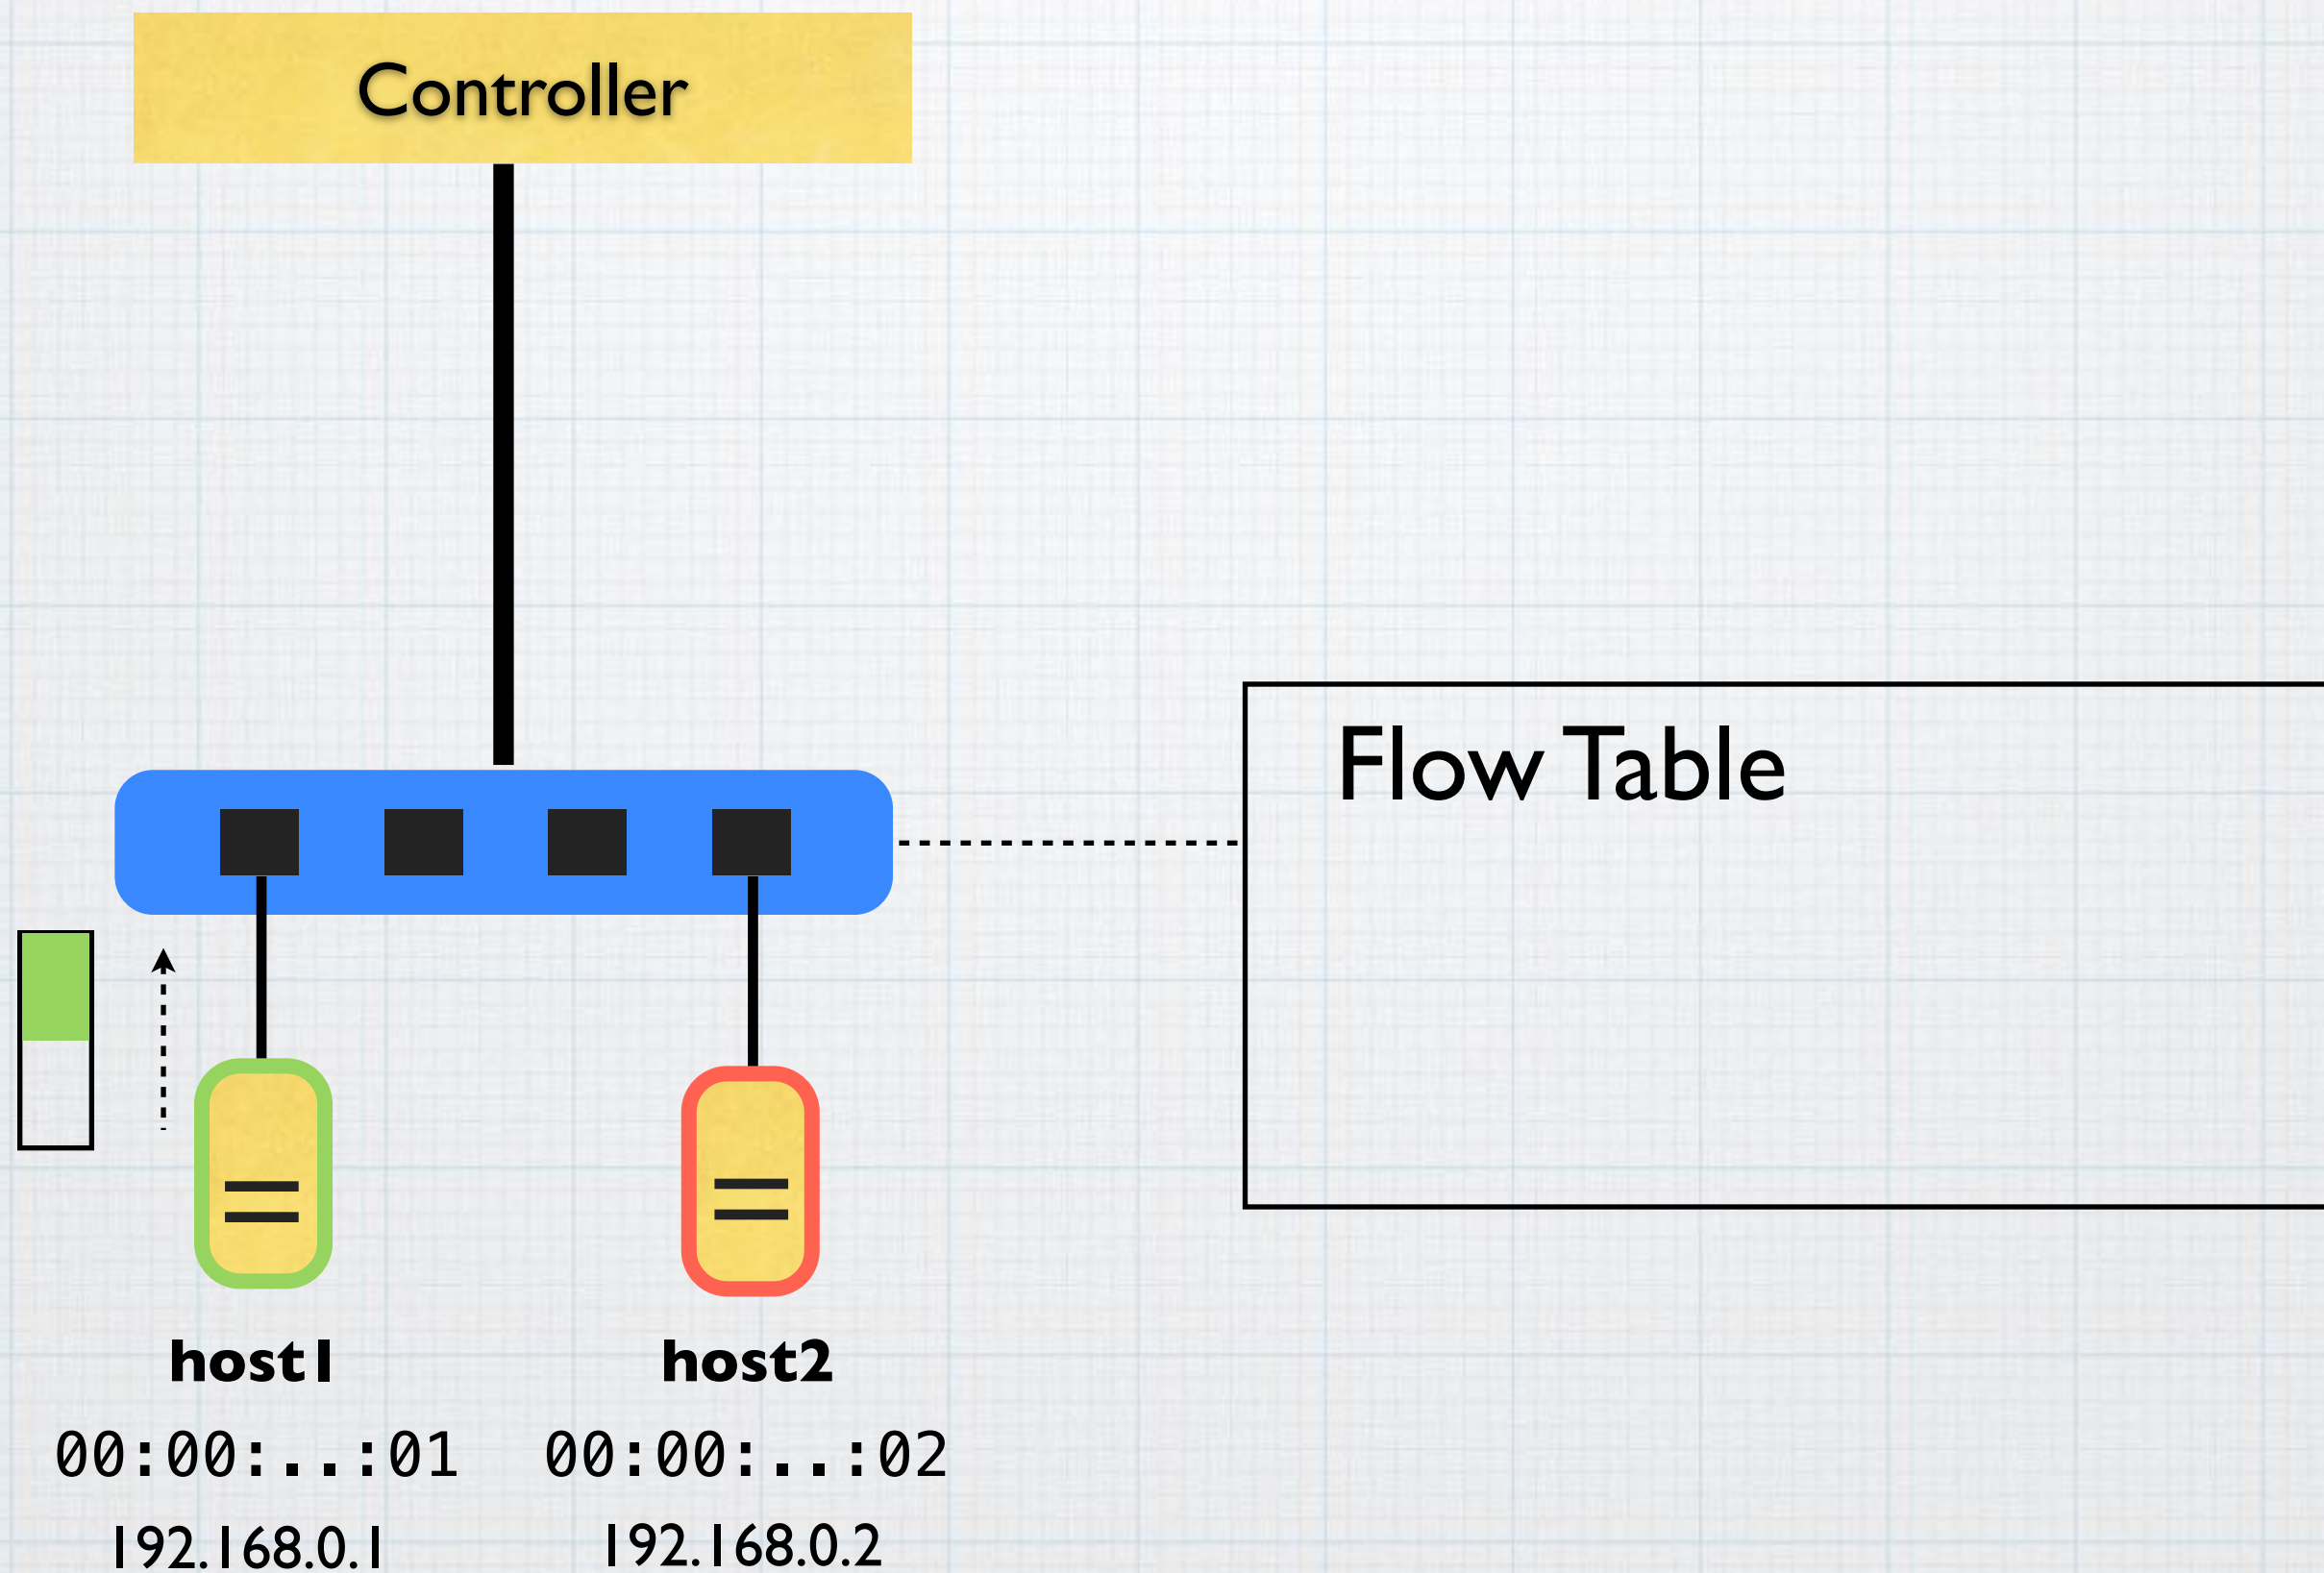 Controller
Flow Table
host1
host2
00:00:..:01
00:00:..:02
192.168.0.1
192.168.0.2